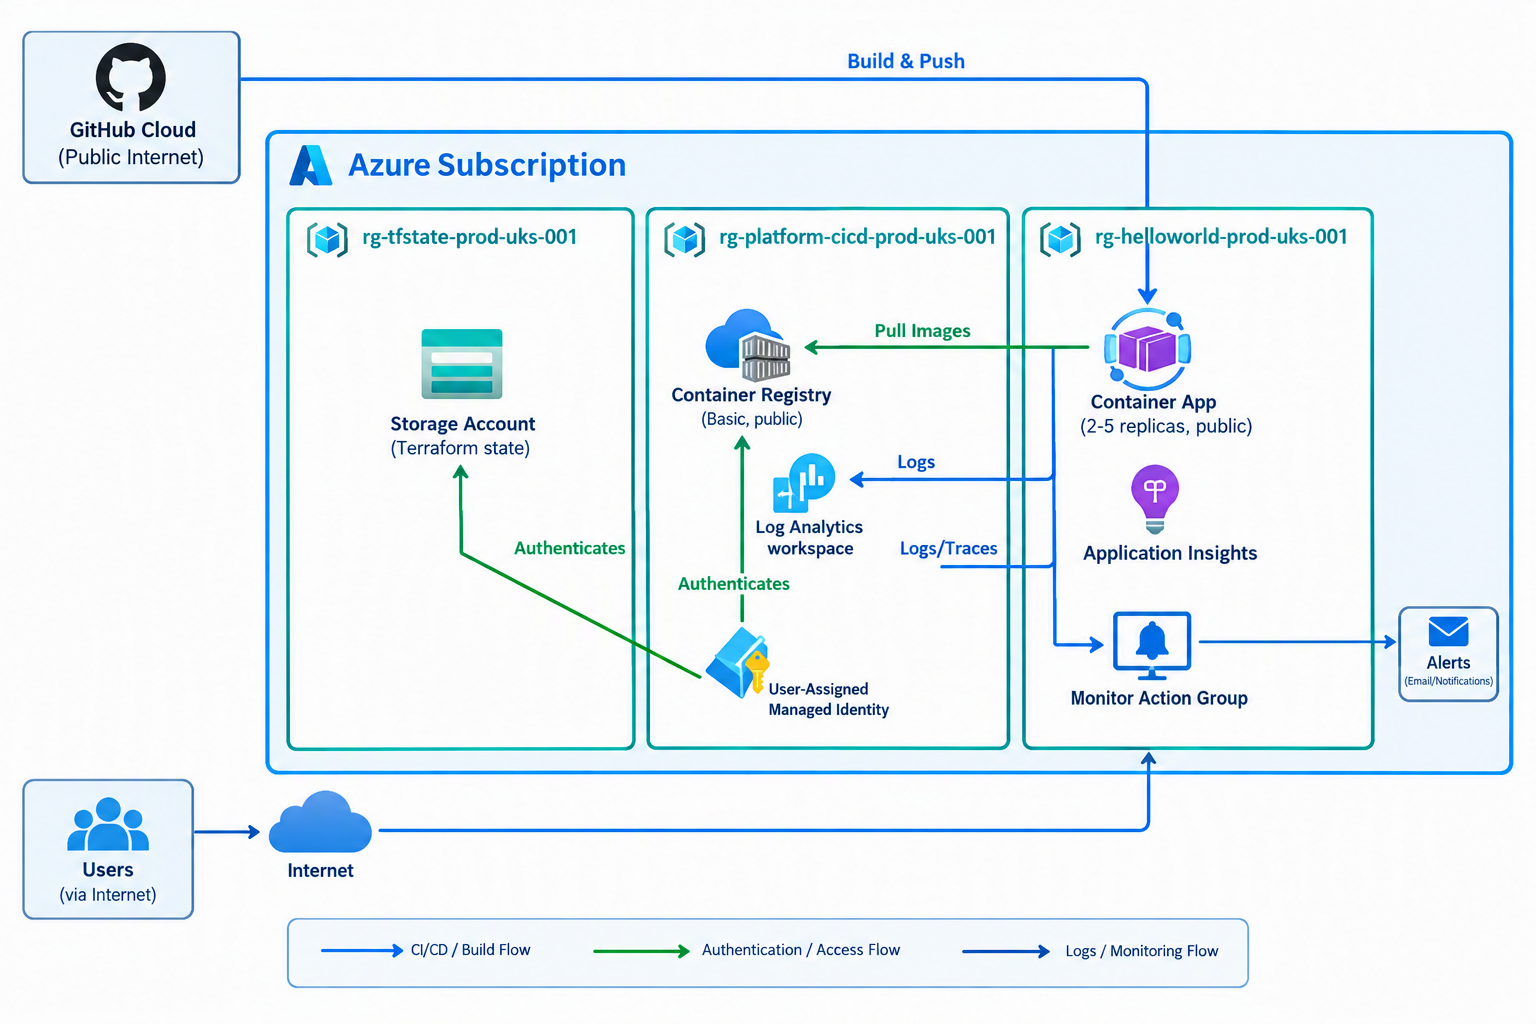 Build & Push
GitHub Cloud
(Public Internet)
Azure Subscription
rg-tfstate-prod-uks-001
rg-platform-cicd-prod-uks-001
rg-helloworld-prod-uks-001
Pull Images
Container Registry
(Basic, public)
Container App
(2-5 replicas, public)
Storage Account
(Terraform state)
Logs
Log Analytics
workspace
Authenticates
Logs/Traces
Application Insights
Authenticates
User-Assigned
Managed Identity
Monitor Action Group
Alerts
(Email/Notifications)
Users
(via Internet)
Internet
CI/CD / Build Flow
Authentication / Access Flow
Logs / Monitoring Flow